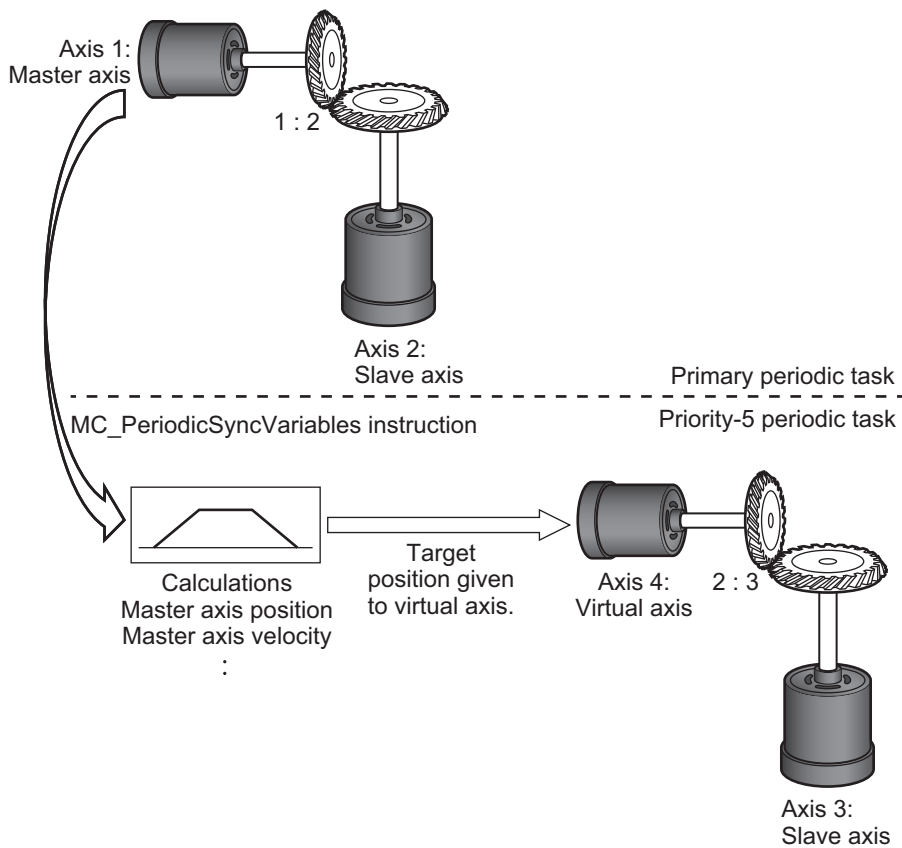 Axis 1:
Master axis
1 : 2
Axis 2:
Slave axis
Primary periodic task
MC_PeriodicSyncVariables instruction
Priority-5 periodic task
Calculations
Master axis position
Master axis velocity
:
Target
position given
to virtual axis.
Axis 4:
Virtual axis
2 : 3
Axis 3:
Slave axis